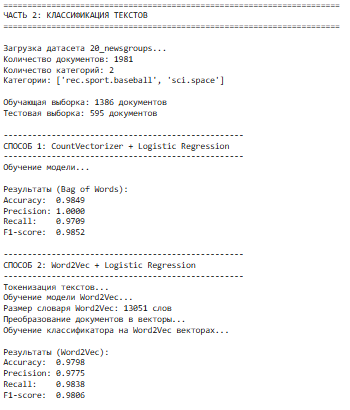 ======================================================================
ЧАСТЬ 2: КЛАССИФИКАЦИЯ ТЕКСТОВ
======================================================================
Загрузка датасета 20_newsgroups...
Количество документов: 1981
Количество категорий: 2
Категории: ['rec.sport.baseball', 'sci.space']
Обучающая выборка: 1386 документов
Тестовая выборка: 595 документов
--------------------------------------------------
СПОСОБ 1: CountVectorizer + Logistic Regression
--------------------------------------------------
Обучение модели...
Результаты (Bag of Words):
Accuracy:  0.9849
Precision: 1.0000
Recall:    0.9709
F1-score:  0.9852
--------------------------------------------------
СПОСОБ 2: Word2Vec + Logistic Regression
--------------------------------------------------
Токенизация текстов...
Обучение модели Word2Vec...
Размер словаря Word2Vec: 13051 слов
Преобразование документов в векторы...
Обучение классификатора на Word2Vec векторах...
Результаты (Word2Vec):
Accuracy:  0.9798
Precision: 0.9775
Recall:    0.9838
F1-score:  0.9806